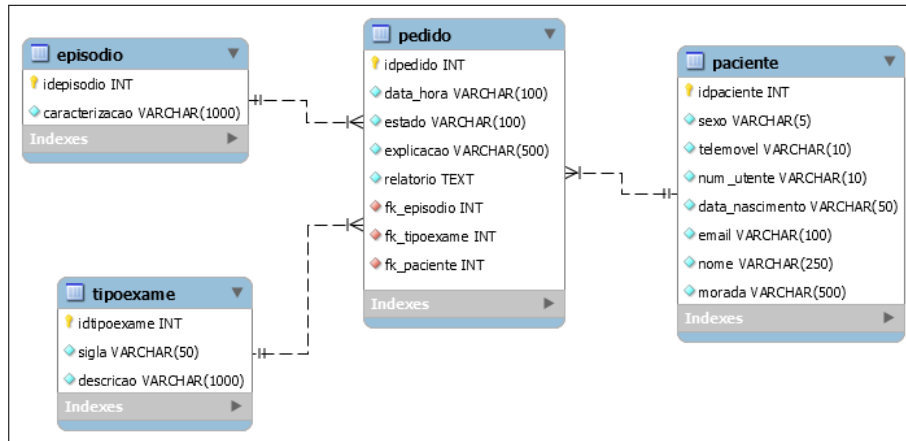 episodio
idepisodio INT
caracterizacao VARCHAR(1000)
Indexes
pedido
idpedido INT
data_hora VARCHAR(100)
estado VARCHAR(100)
explicacao VARCHAR(500)
relatorio TEXT
fk_episodio INT
fk_tipoexame INT
fk_paciente INT
Indexes
paciente
idpaciente INT
sexo VARCHAR(5)
telemovel VARCHAR(10)
num_utente VARCHAR(10)
data_nascimento VARCHAR(50)
email VARCHAR(100)
nome VARCHAR(250)
morada VARCHAR(500)
Indexes
tipoexame
idtipoexame INT
sigla VARCHAR(50)
descricao VARCHAR(1000)
Indexes